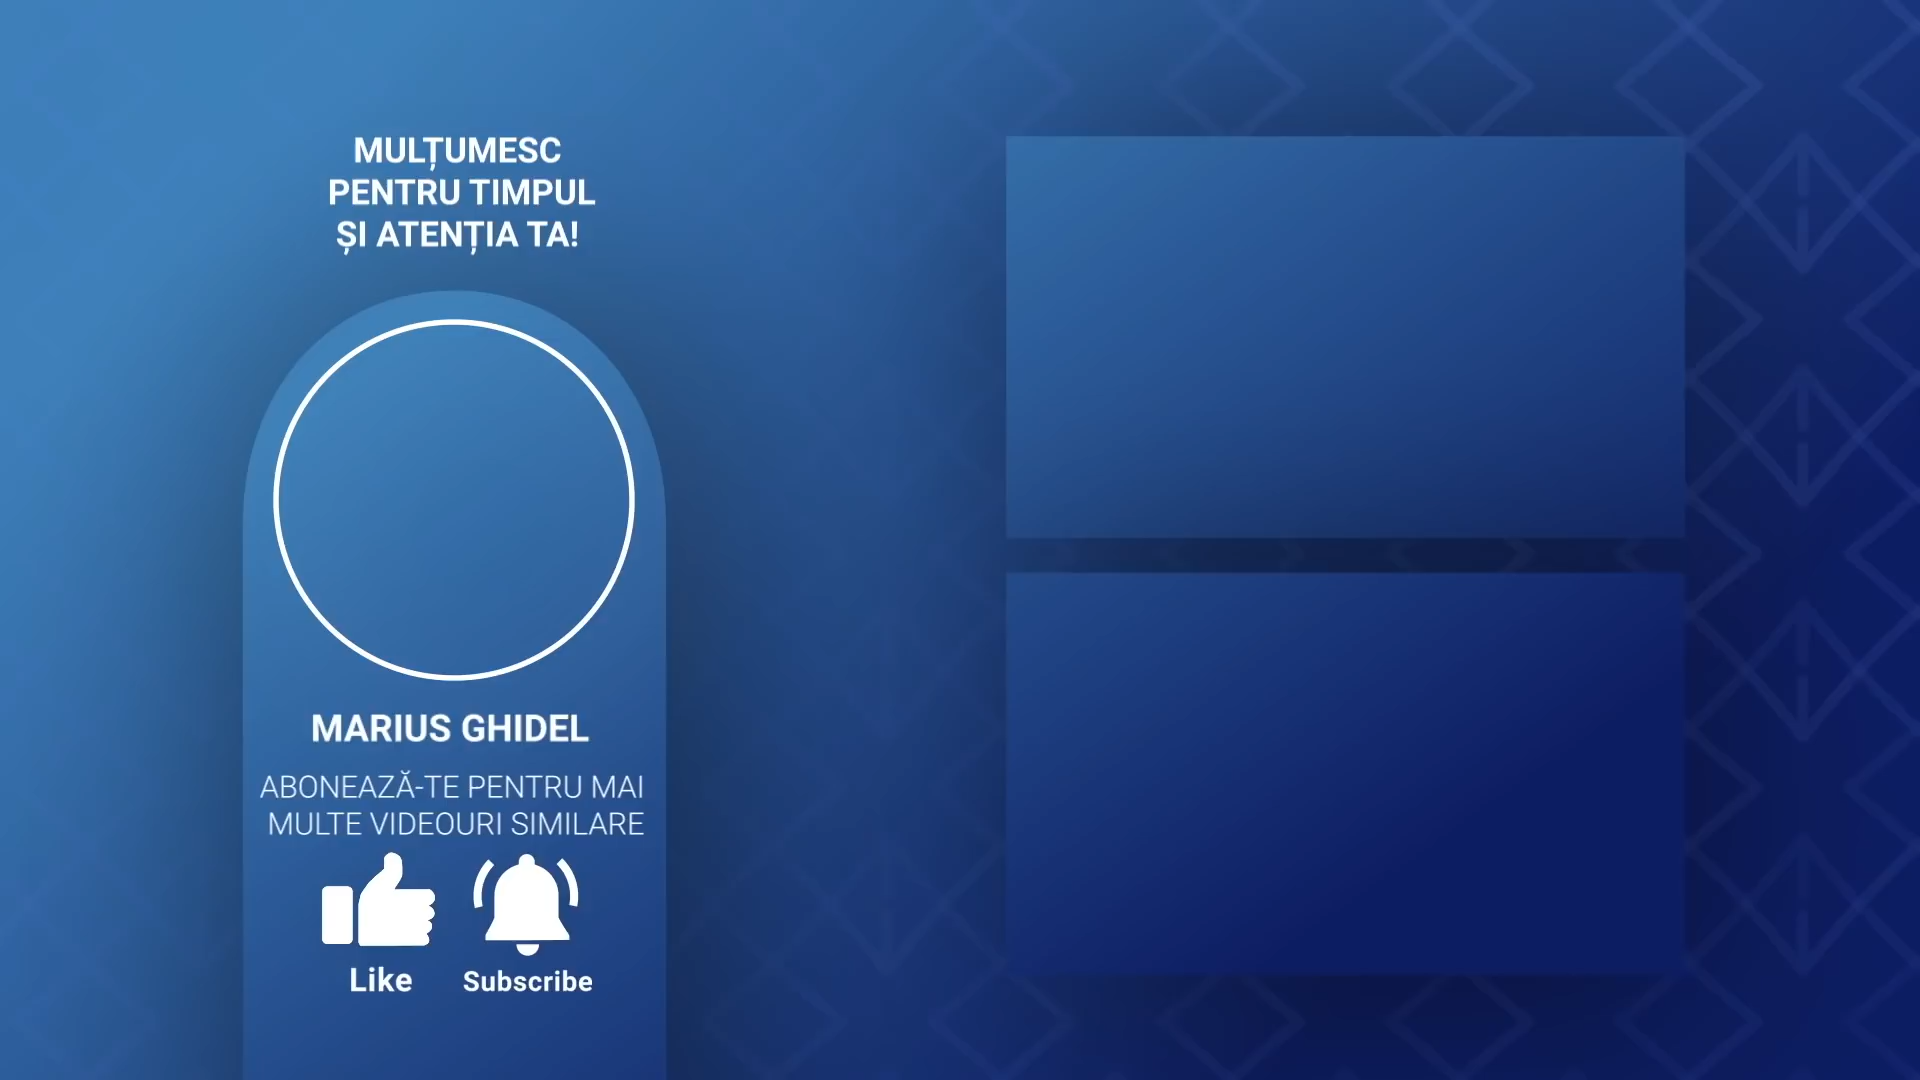 MULȚUMESC
PENTRU TIMPUL
ȘI ATENȚIA TA!
MARIUS GHIDEL
ABONEAZĂ-TE PENTRU MAI
MULTE VIDEOURI SIMILARE
Like
Subscribe